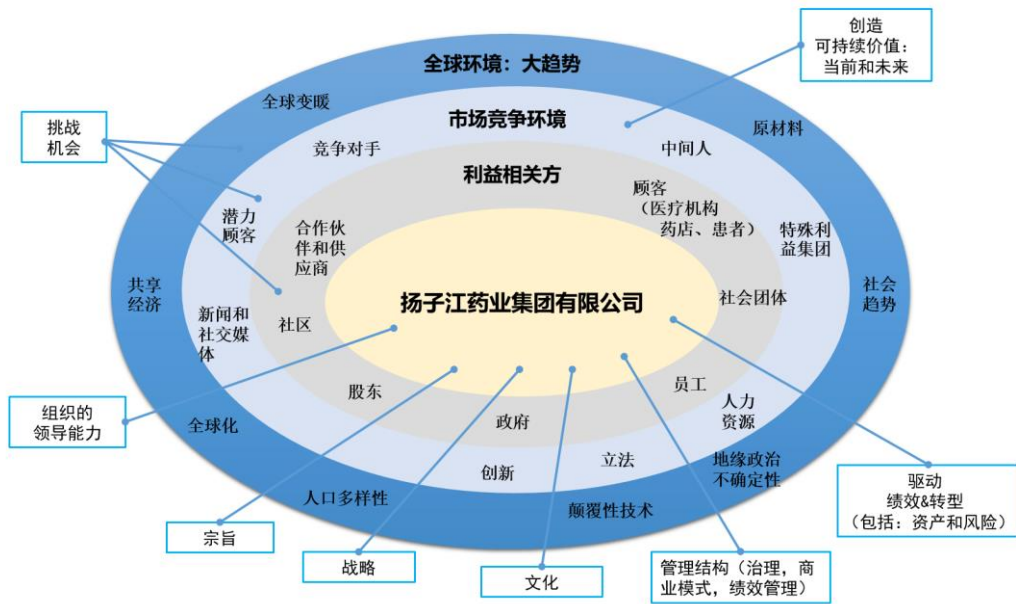 创造
可持续价值：
当前和未来
全球环境：大趋势
全球变暖
原材料
市场竞争环境
挑战
机会
竞争对手
中间人
利益相关方
顾客
（医疗机构
药店、患者）
潜力
顾客
合作伙
伴和供
应商
特殊利
益集团
共享
经济
扬子江药业集团有限公司
社会团体
社会
趋势
新闻和
社交媒
体
社区
股东
员工
组织的
领导能力
全球化
政府
人力
资源
创新
立法
地缘政治
不确定性
人口多样性
颠覆性技术
驱动
绩效&转型
（包括：资产和风险）
宗旨
战略
文化
管理结构（治理，商
业模式，绩效管理）